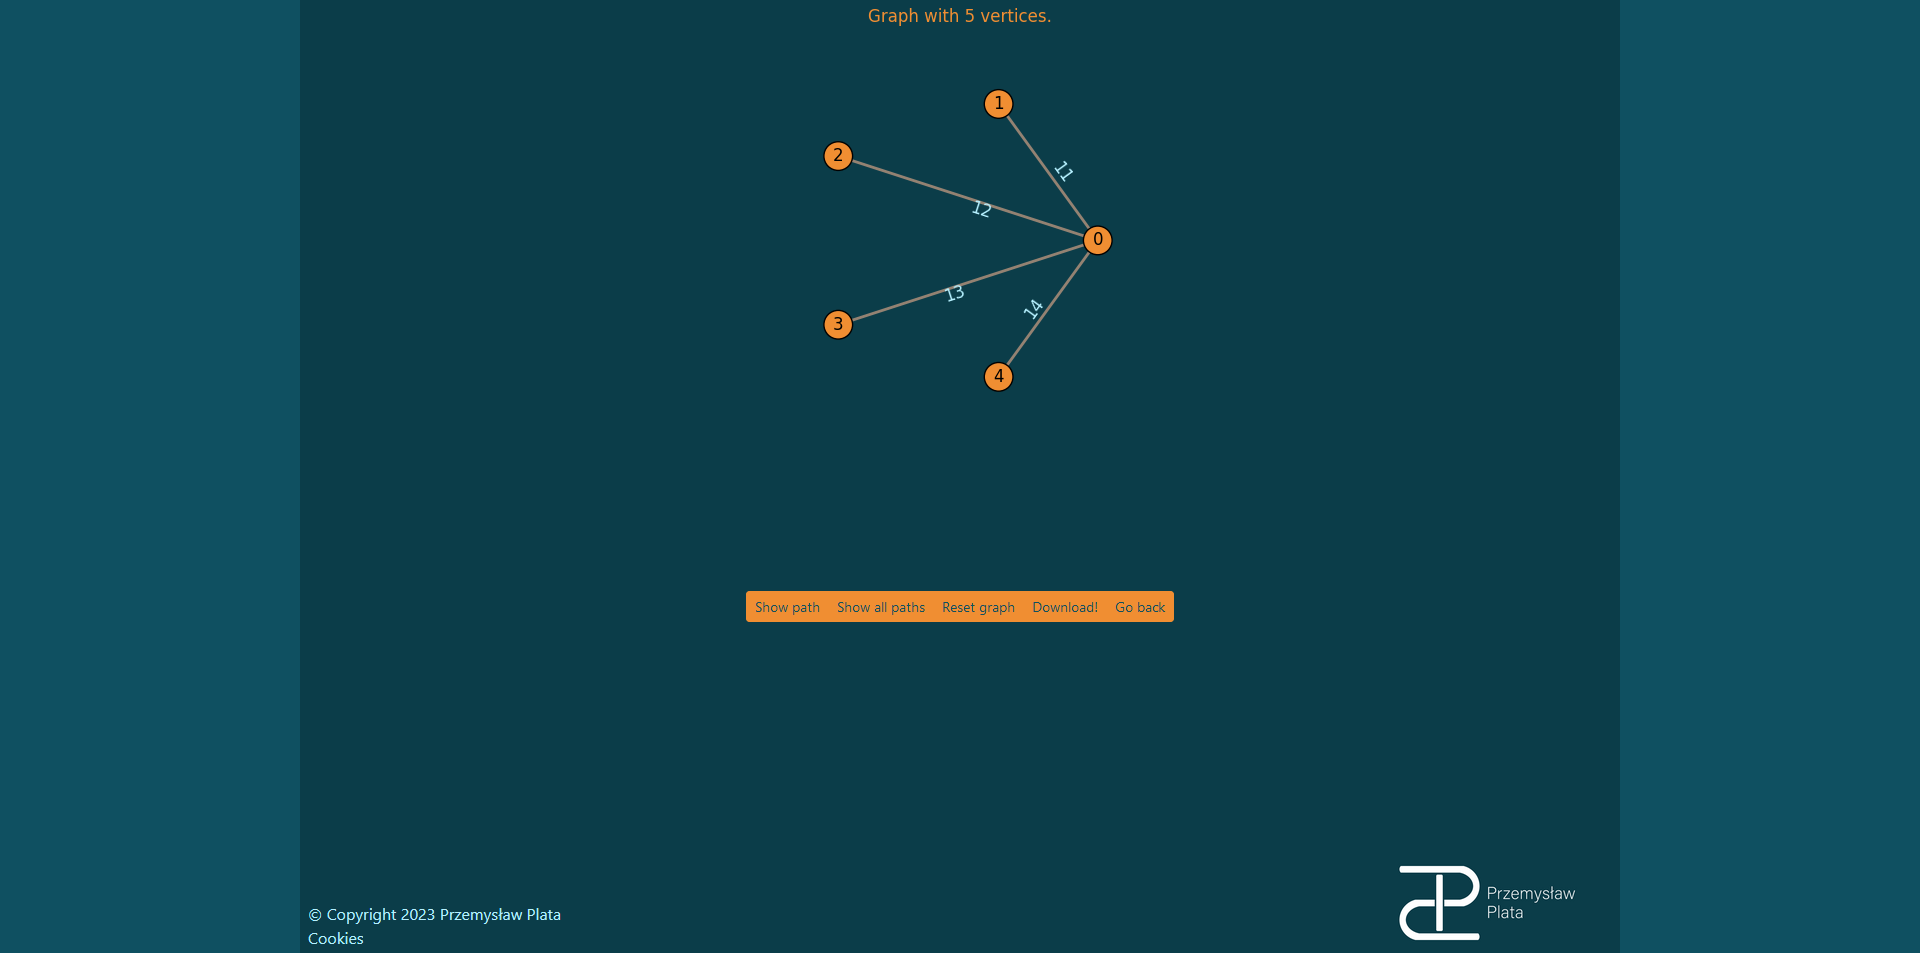 Graph with 5 vertices.
1
2
11
12
0
13
14
3
4
Show path Show all paths Reset graph Download! Go back
Przemysław
Plata
© Copyright 2023 Przemysław Plata
Cookies